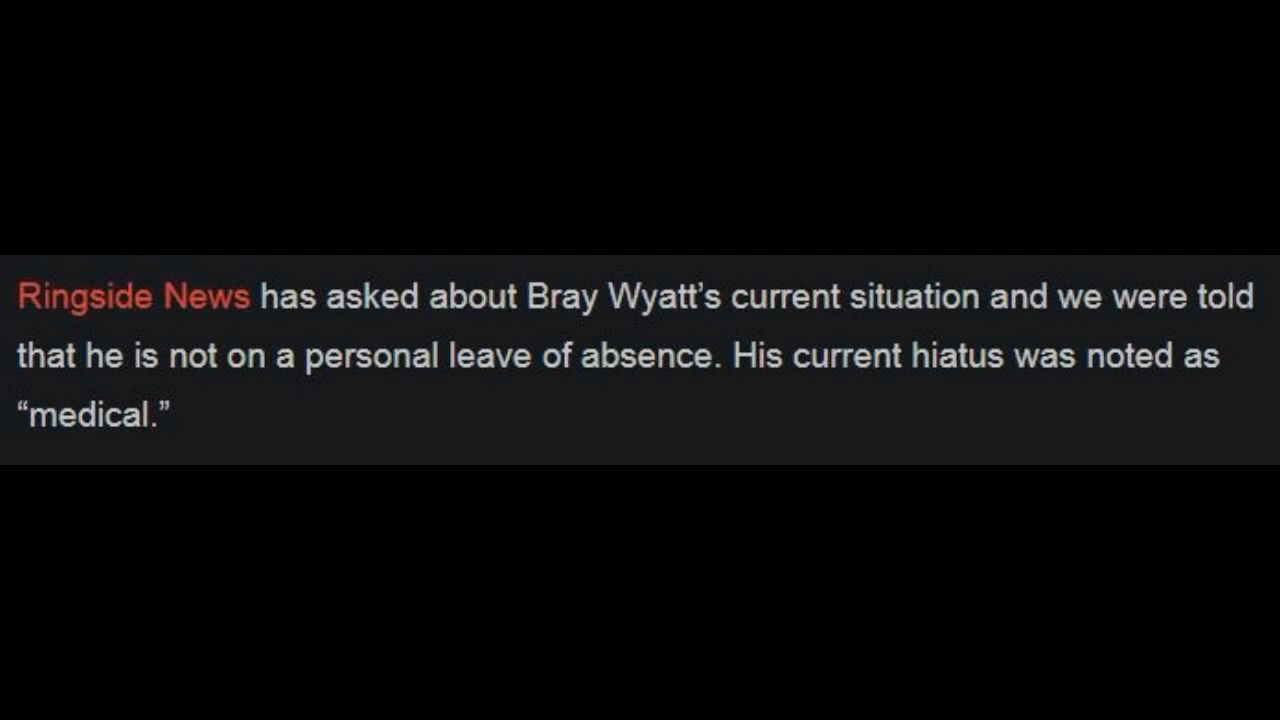 Ringside News has asked about Bray Wyatt’s current situation and we were told
that he is not on a personal leave of absence. His current hiatus was noted as
“medical.”